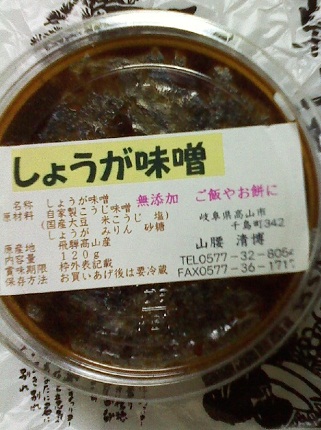 しょうが味噌
名称 しょうが味噌
無添加 ご飯やお餅に
原材料 自家製こうじ味噌
(国産大豆 米こうじ 塩)
しょうが みりん 砂糖
原産地 飛騨高山産
内容量 120g
賞味期限 枠外表記載
保存方法 お買いあげ後は要冷蔵
岐阜県高山市
千島町342
山腰 清博
TEL0577-32-805
FAX0577-36-171